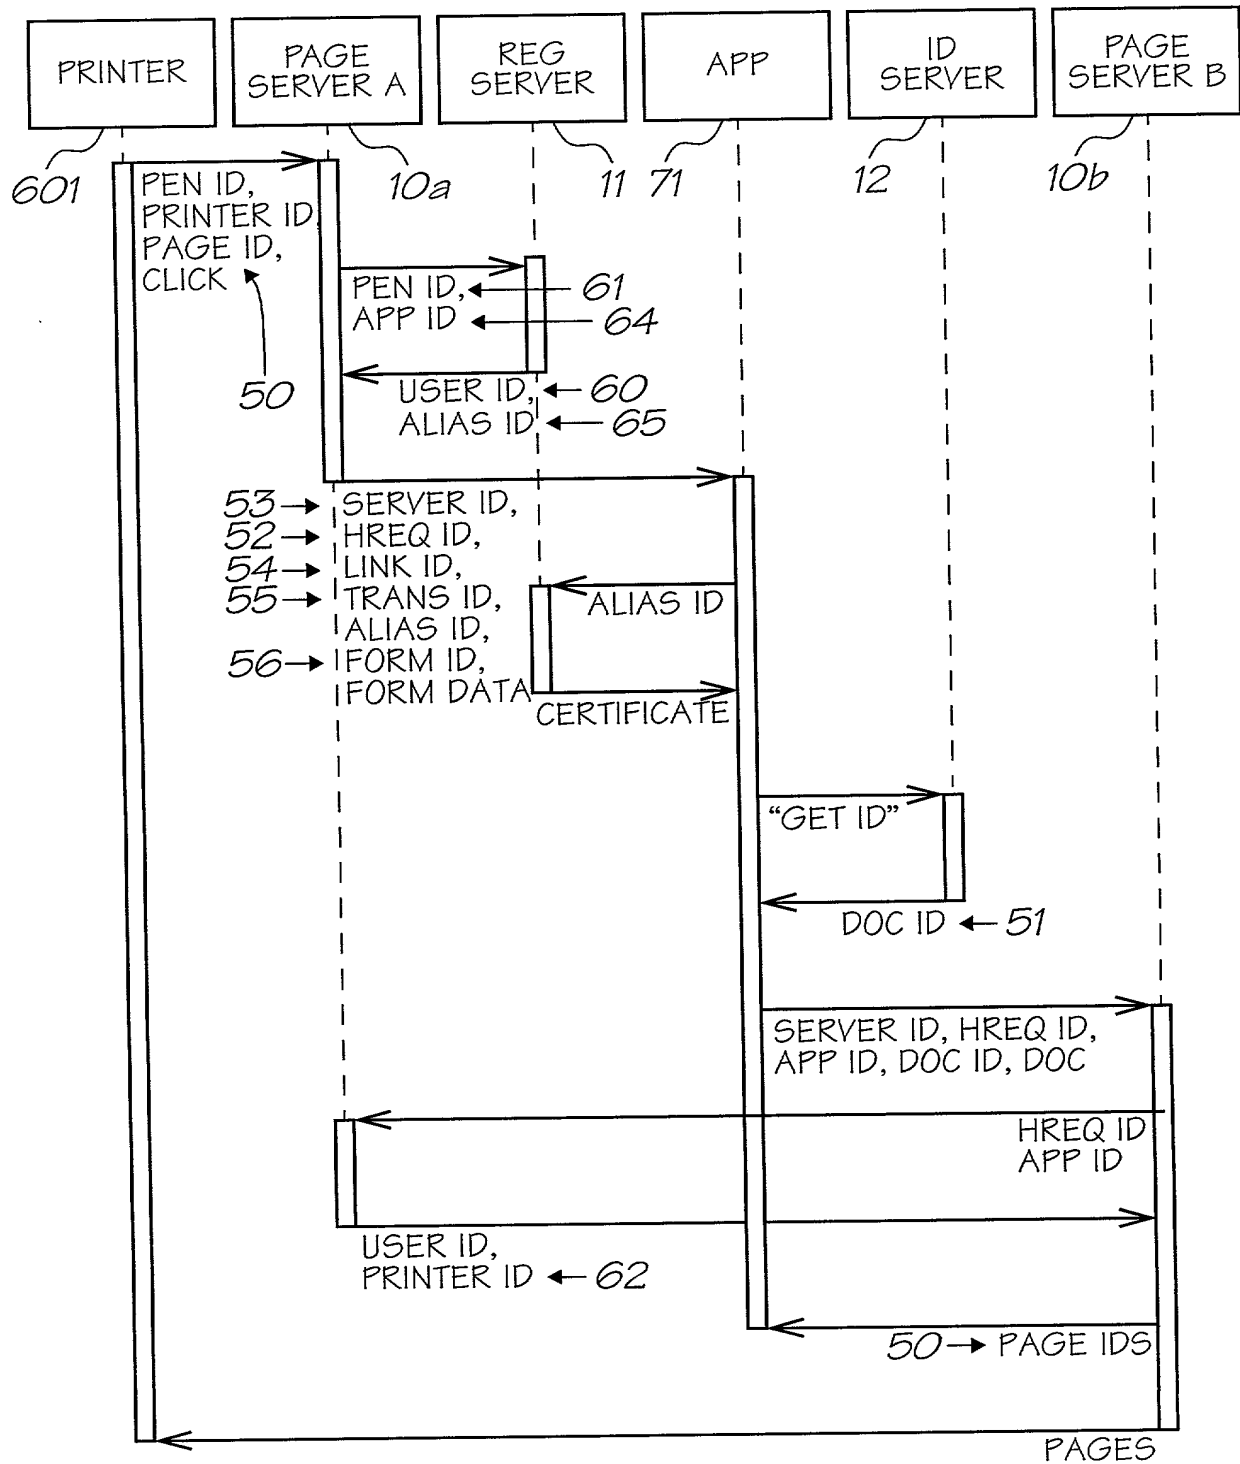 PRINTER
PAGE
SERVER A
REG
SERVER
APP
ID
SERVER
PAGE
SERVER B
601
10a
11
71
12
10b
PEN ID,
PRINTER ID
PAGE ID,
CLICK
50
PEN ID,
61
APP ID
64
USER ID,
60
ALIAS ID
65
53
SERVER ID,
52
HREQ ID,
54
LINK ID,
55
TRANS ID,
ALIAS ID,
56
FORM ID,
FORM DATA
ALIAS ID
CERTIFICATE
“GET ID”
DOC ID
51
SERVER ID, HREQ ID,
APP ID, DOC ID, DOC
HREQ ID
APP ID
USER ID,
PRINTER ID
62
50
PAGE IDS
PAGES